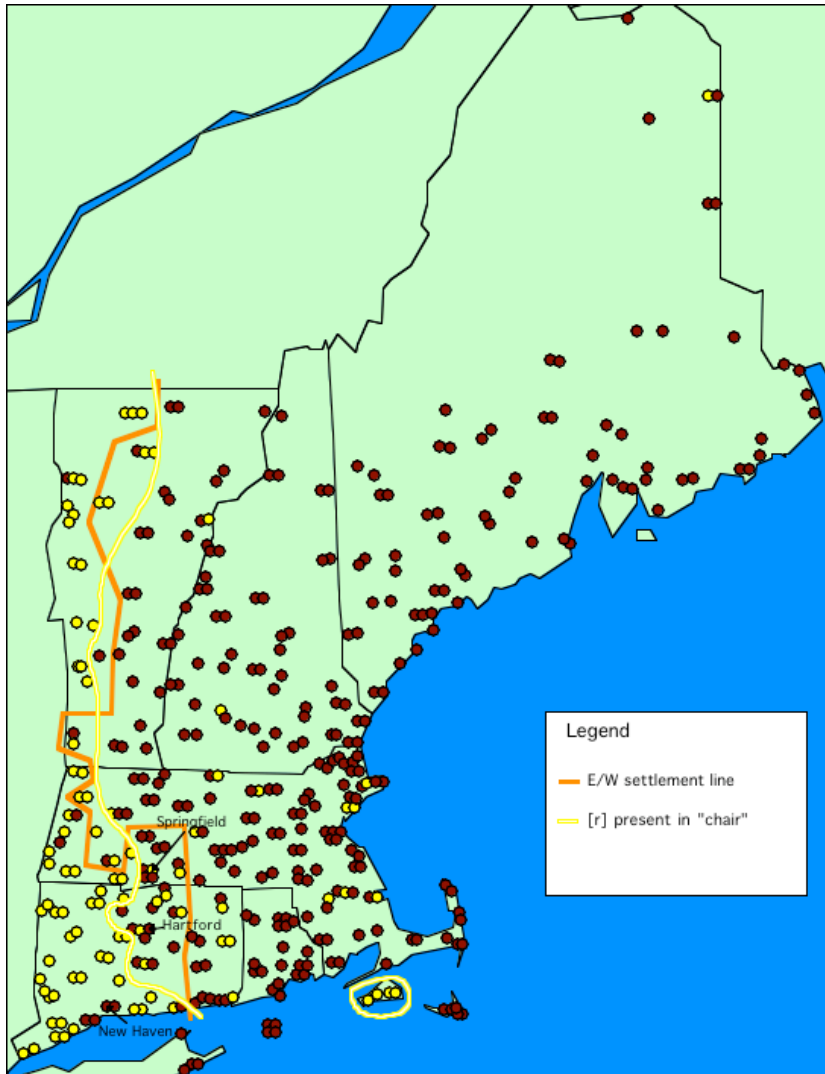 Legend
E/W settlement line
[r] present in "chair"
Springfield
Hartford
New Haven